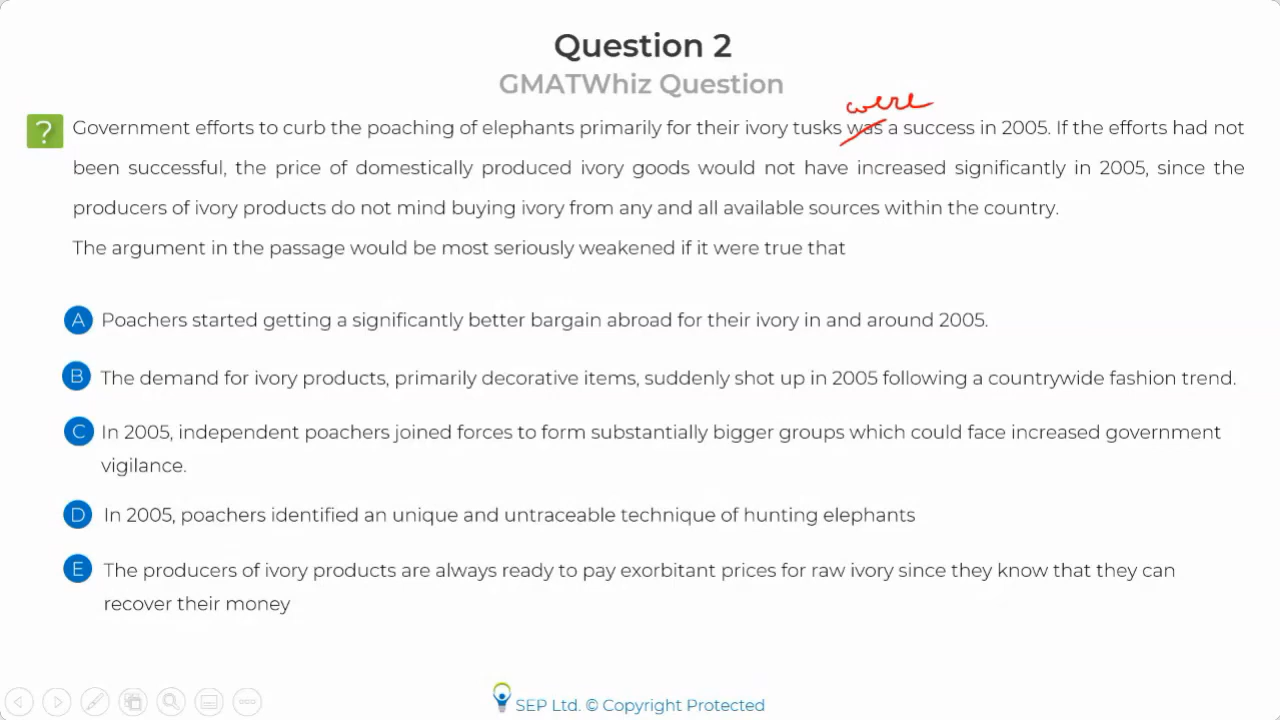 Question 2
GMATWhiz Question
were
? Government efforts to curb the poaching of elephants primarily for their ivory tusks was a success in 2005. If the efforts had not
been successful, the price of domestically produced ivory goods would not have increased significantly in 2005, since the
producers of ivory products do not mind buying ivory from any and all available sources within the country.
The argument in the passage would be most seriously weakened if it were true that
A Poachers started getting a significantly better bargain abroad for their ivory in and around 2005.
B The demand for ivory products, primarily decorative items, suddenly shot up in 2005 following a countrywide fashion trend.
C In 2005, independent poachers joined forces to form substantially bigger groups which could face increased government
vigilance.
D In 2005, poachers identified an unique and untraceable technique of hunting elephants
E The producers of ivory products are always ready to pay exorbitant prices for raw ivory since they know that they can
recover their money
SEP Ltd. © Copyright Protected